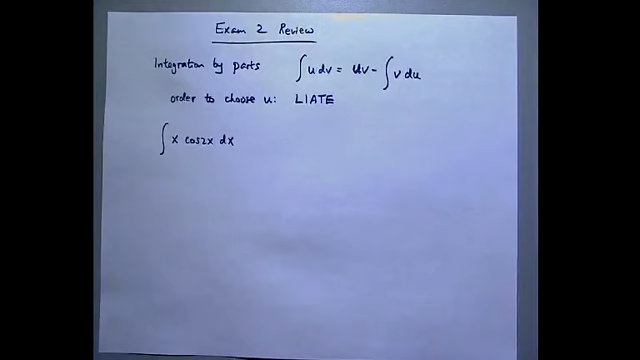 Exam 2 Review
Integration by parts ∫u dv = uv - ∫v du
order to choose u: LIATE
∫x cos2x dx